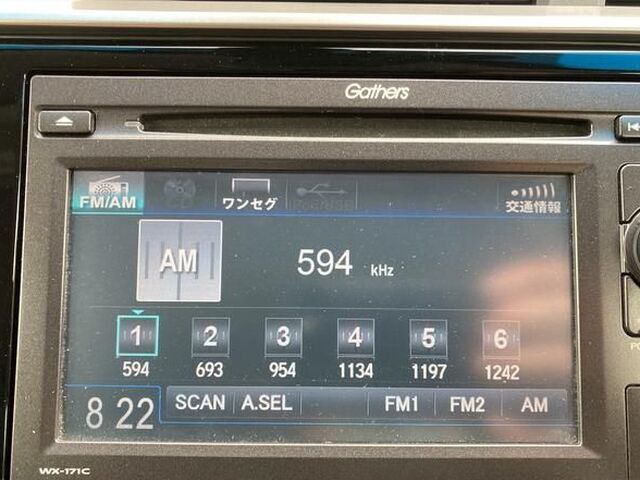 Gathers
FM/AM ワンセグ 交通情報
AM 594 kHz
1 2 3 4 5 6
594 693 954 1134 1197 1242
8 22 SCAN A.SEL FM1 FM2 AM
WX-171C